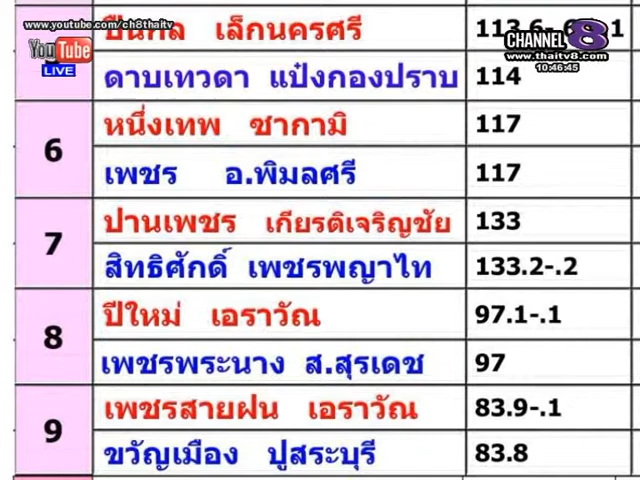 www.youtube.com/ch8thaitv
YouTube
LIVE
CHANNEL 8
www.thaitv8.com
10:46:45
ปืนกล เล็กนครศรี 113.6-
ดาบเทวดา แป๋งกองปราบ 114
6
หนึ่งเทพ ซากามิ 117
เพชร อ.พิมลศรี 117
7
ปานเพชร เกียรติเจริญชัย 133
สิทธิศักดิ์ เพชรพญาไท 133.2-.2
8
ปีใหม่ เอราวัณ 97.1-.1
เพชรพระนาง ส.สุรเดช 97
9
เพชรสายฝน เอราวัณ 83.9-.1
ขวัญเมือง ปูสระบุรี 83.8